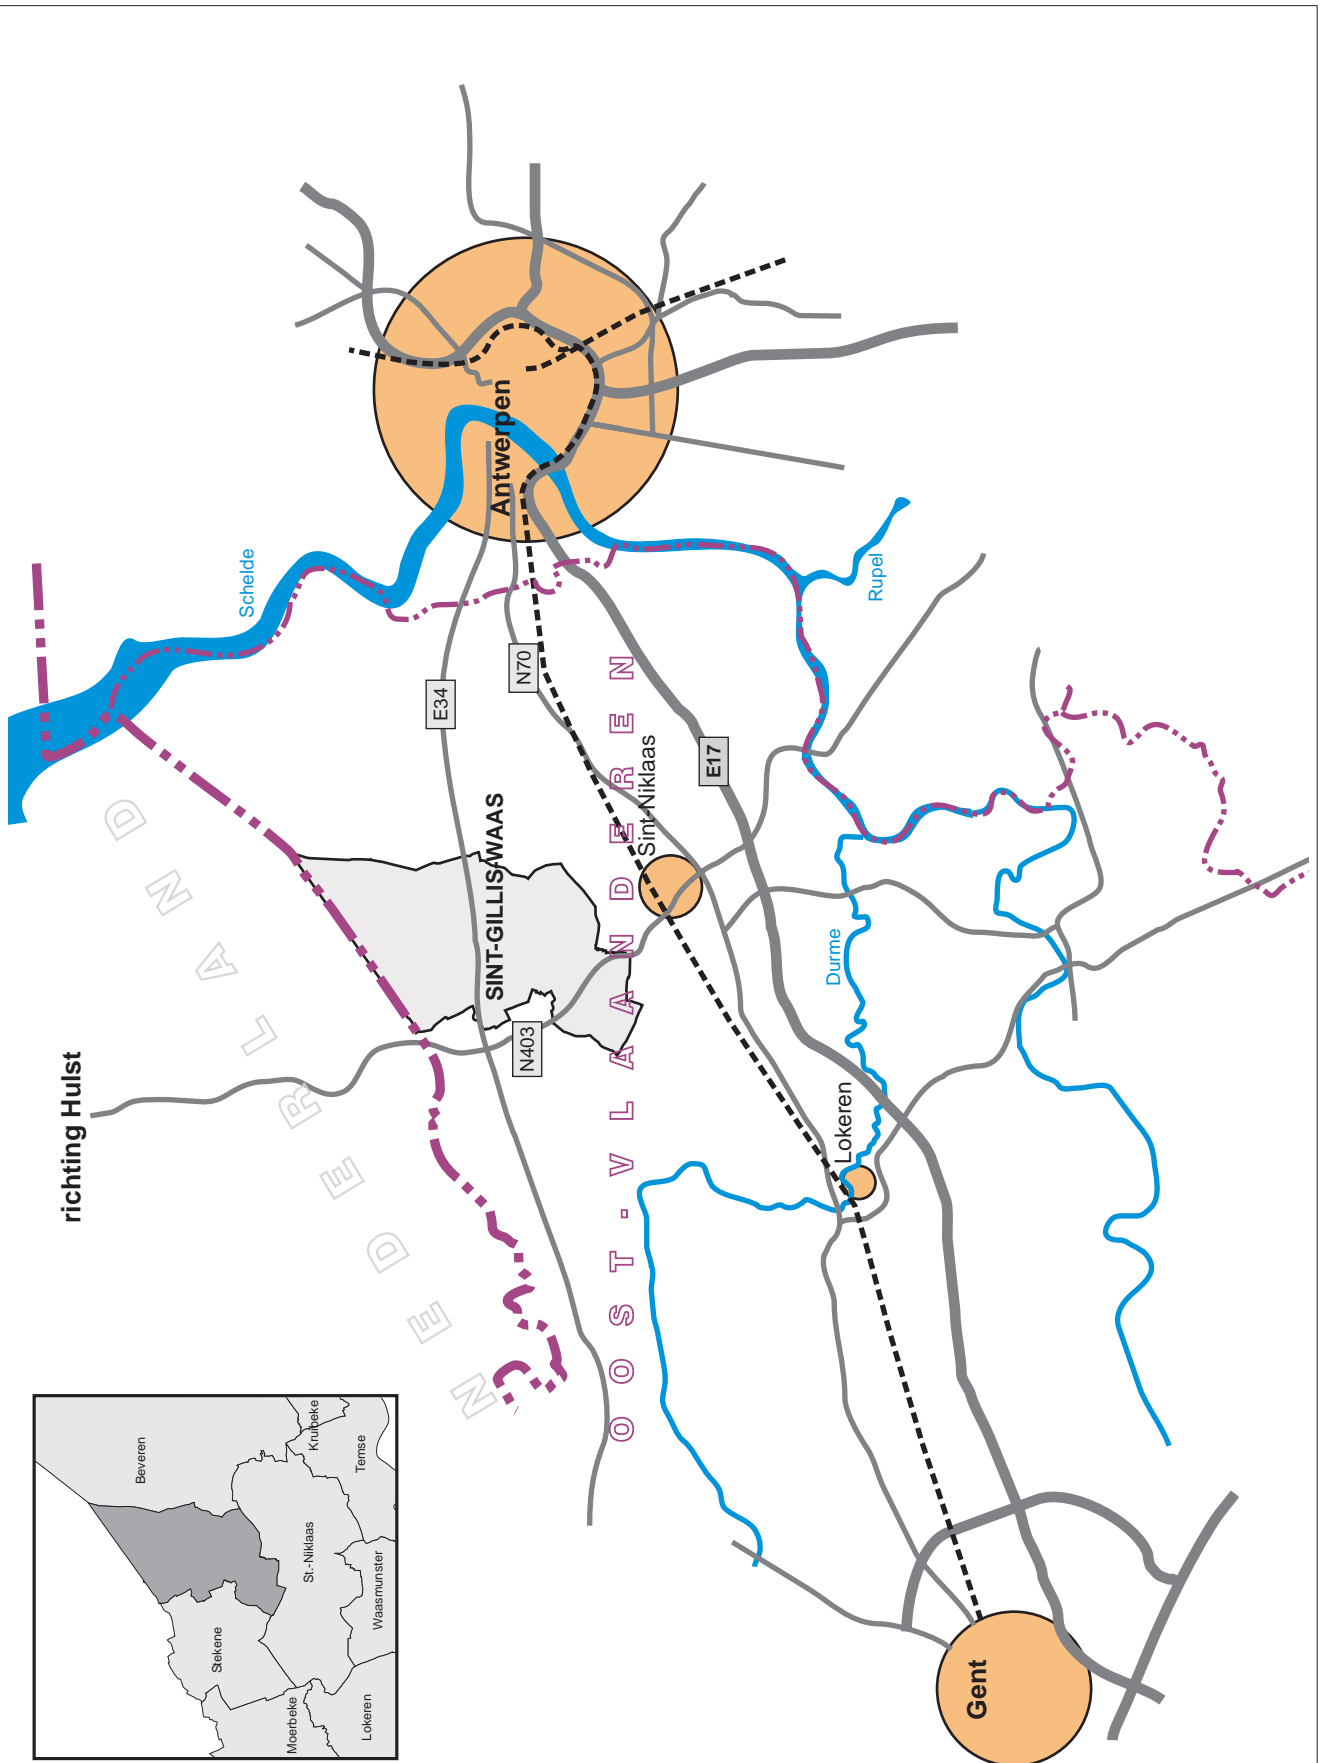 richting Hulst
NEDERLAND
Schelde
Antwerpen
E34
N70
SINT-GILLIS-WAAS
N403
OOST-VLAANDEREN
Sint-Niklaas
E17
Rupel
Durme
Lokeren
Gent
Beveren
Kruibeke
Temse
St.-Niklaas
Waasmunster
Stekene
Moerbeke
Lokeren